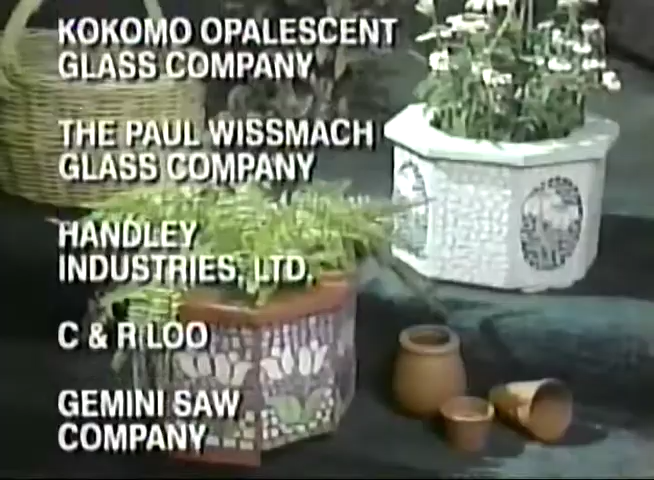 KOKOMO OPALESCENT
GLASS COMPANY
THE PAUL WISSMACH
GLASS COMPANY
HANDLEY
INDUSTRIES, LTD.
C & R LOO
GEMINI SAW
COMPANY